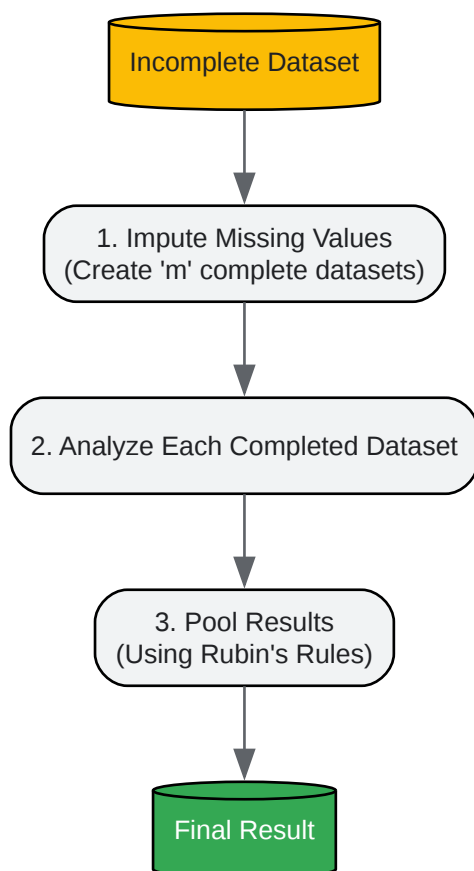 Incomplete Dataset
1. Impute Missing Values
(Create 'm' complete datasets)
2. Analyze Each Completed Dataset
3. Pool Results
(Using Rubin's Rules)
Final Result